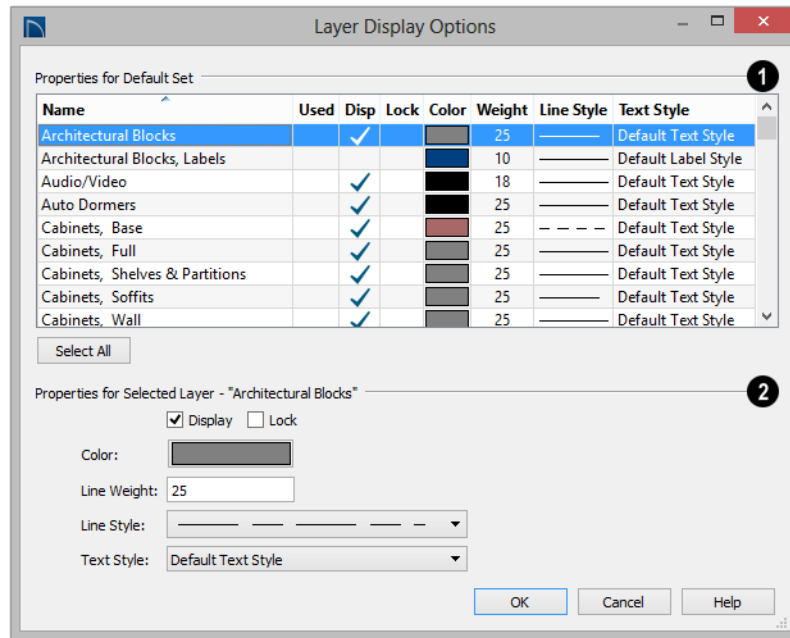 Layer Display Options
Properties for Default Set 1
Name Used Disp Lock Color Weight Line Style Text Style
Architectural Blocks 25 Default Text Style
Architectural Blocks, Labels 10 Default Label Style
Audio/Video 18 Default Text Style
Auto Dormers 25 Default Text Style
Cabinets, Base 25 Default Text Style
Cabinets, Full 25 Default Text Style
Cabinets, Shelves & Partitions 25 Default Text Style
Cabinets, Soffits 25 Default Text Style
Cabinets, Wall 25 Default Text Style
Select All
Properties for Selected Layer - "Architectural Blocks" 2
Display Lock
Color:
Line Weight: 25
Line Style:
Text Style: Default Text Style
OK Cancel Help